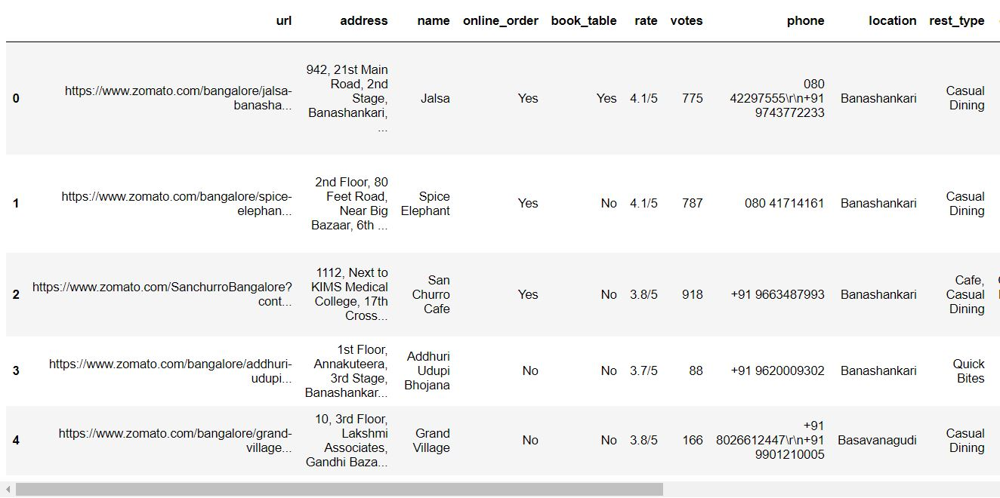 url address name online_order book_table rate votes phone location rest_type
0 https://www.zomato.com/bangalore/jalsa-
banasha...
942, 21st Main
Road, 2nd
Stage,
Banashankari,
...
Jalsa
Yes
Yes
4.1/5
775
080
42297555\r\n+91
9743772233
Banashankari
Casual
Dining
1 https://www.zomato.com/bangalore/spice-
elephan...
2nd Floor, 80
Feet Road,
Near Big
Bazaar, 6th ...
Spice
Elephant
Yes
No
4.1/5
787
080 41714161
Banashankari
Casual
Dining
2 https://www.zomato.com/SanchurroBangalore?
cont...
1112, Next to
KIMS Medical
College, 17th
Cross...
San
Churro
Cafe
Yes
No
3.8/5
918
+91 9663487993
Banashankari
Cafe,
Casual
Dining
3 https://www.zomato.com/bangalore/addhuri-
udupi...
1st Floor,
Annakuteera,
3rd Stage,
Banashankar...
Addhuri
Udupi
Bhojana
No
No
3.7/5
88
+91 9620009302
Banashankari
Quick
Bites
4 https://www.zomato.com/bangalore/grand-
village...
10, 3rd Floor,
Lakshmi
Associates,
Gandhi Baza...
Grand
Village
No
No
3.8/5
166
+91
8026612447\r\n+91
9901210005
Basavanagudi
Casual
Dining